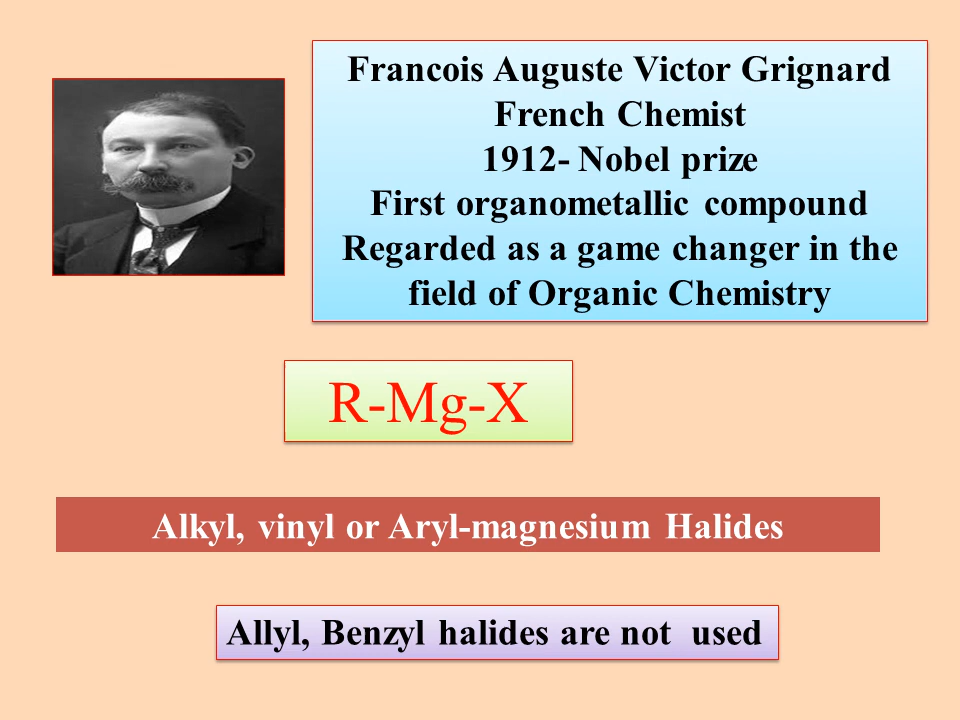 Francois Auguste Victor Grignard
French Chemist
1912- Nobel prize
First organometallic compound
Regarded as a game changer in the
field of Organic Chemistry
R-Mg-X
Alkyl, vinyl or Aryl-magnesium Halides
Allyl, Benzyl halides are not  used